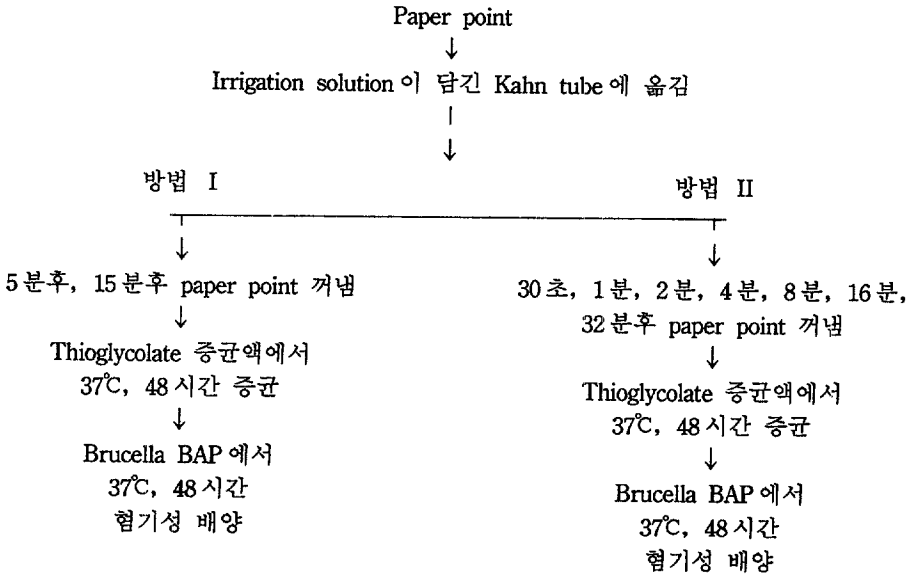 Paper point
Irrigation solution이 담긴 Kahn tube에 옮김
방법 I
방법 II
5분후, 15분후 paper point 꺼냄
Thioglycolate 증균액에서
37℃, 48시간 증균
Brucella BAP에서
37℃, 48시간
혐기성 배양
30초, 1분, 2분, 4분, 8분, 16분,
32분후 paper point 꺼냄
Thioglycolate 증균액에서
37℃, 48시간 증균
Brucella BAP에서
37℃, 48시간
혐기성 배양